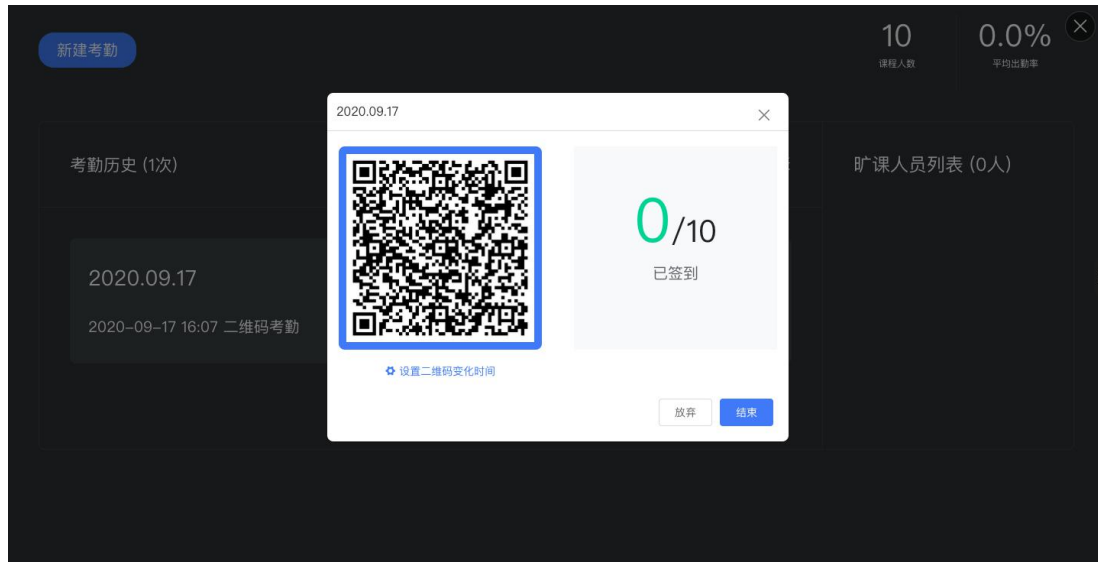 新建考勤
10
课程人数
0.0%
平均出勤率
2020.09.17
考勤历史 (1次)
旷课人员列表 (0人)
0/10
已签到
2020.09.17
2020-09-17 16:07 二维码考勤
设置二维码变化时间
放弃
结束